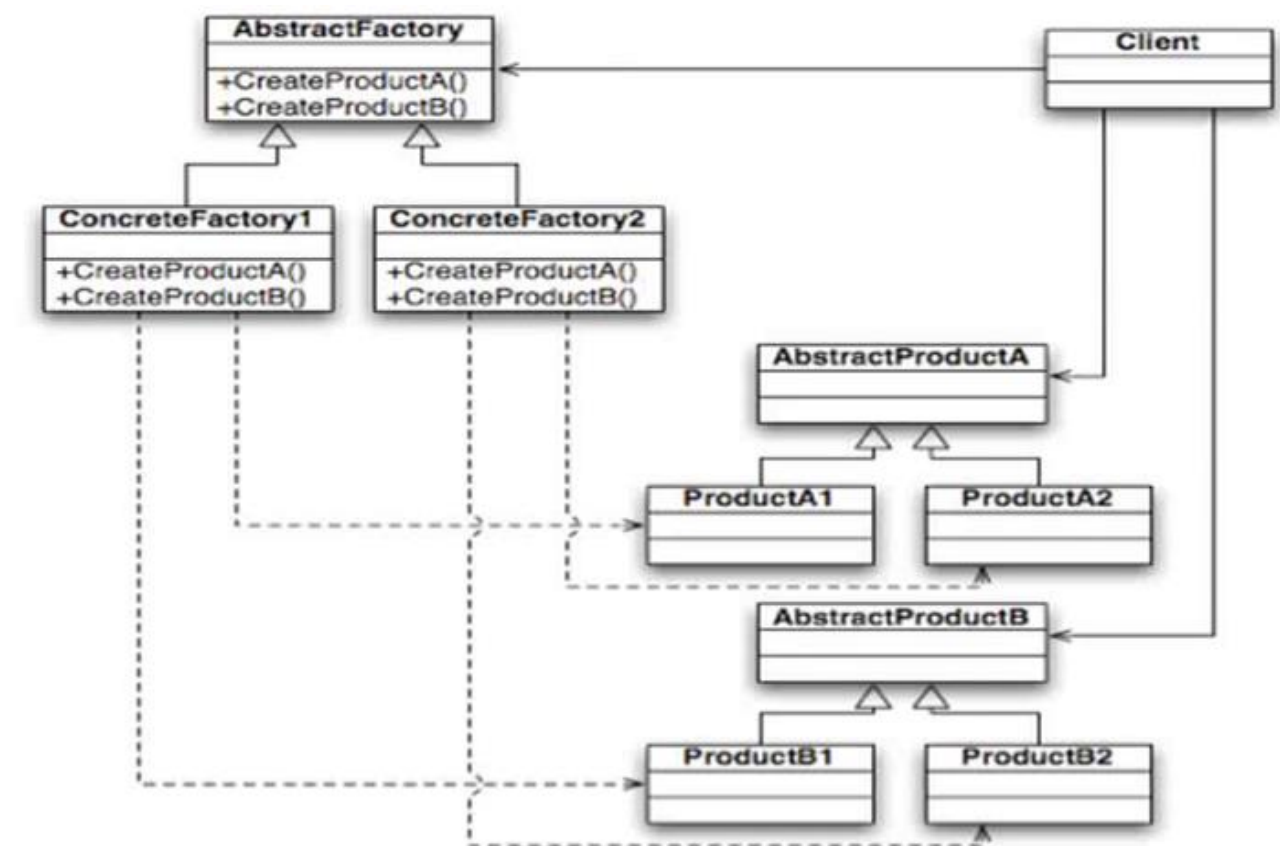 AbstractFactory
+CreateProductA()
+CreateProductB()
Client
ConcreteFactory1
+CreateProductA()
+CreateProductB()
ConcreteFactory2
+CreateProductA()
+CreateProductB()
AbstractProductA
ProductA1
ProductA2
AbstractProductB
ProductB1
ProductB2